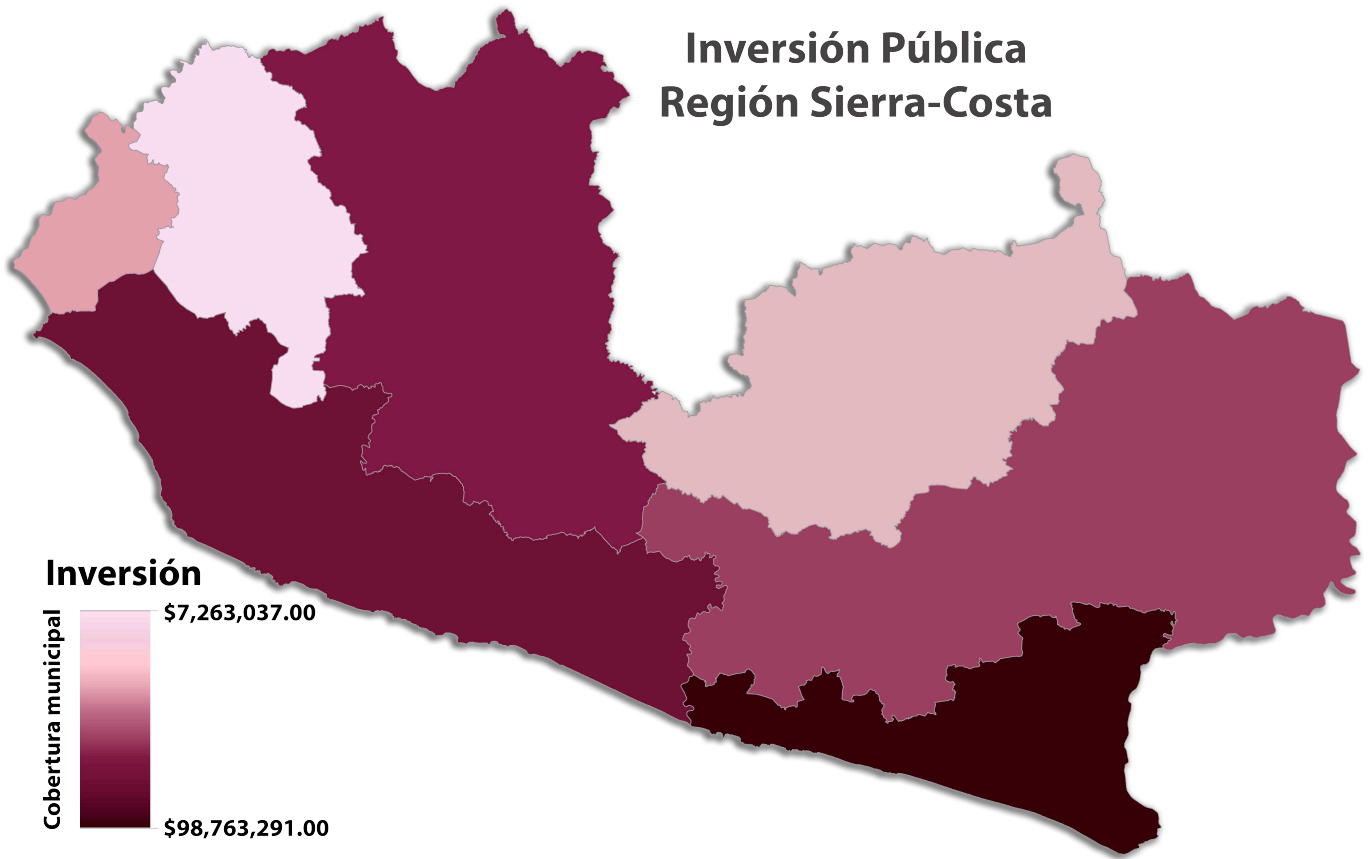 Inversión Pública
Región Sierra-Costa
Inversión
Cobertura municipal
$7,263,037.00
$98,763,291.00